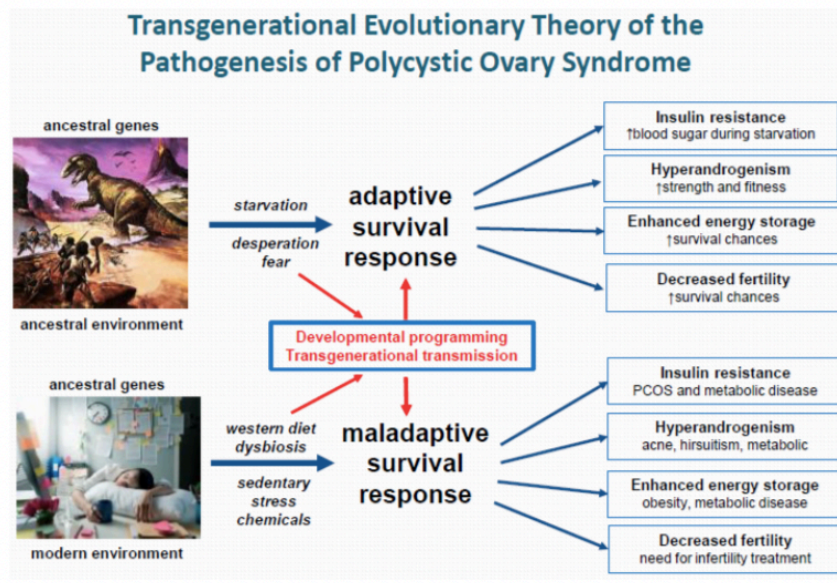 Transgenerational Evolutionary Theory of the
Pathogenesis of Polycystic Ovary Syndrome
ancestral genes
ancestral environment
starvation
desperation
fear
adaptive
survival
response
Insulin resistance
↑blood sugar during starvation
Hyperandrogenism
↑strength and fitness
Enhanced energy storage
↑survival chances
Decreased fertility
↑survival chances
Developmental programming
Transgenerational transmission
ancestral genes
modern environment
western diet
dysbiosis
sedentary
stress
chemicals
maladaptive
survival
response
Insulin resistance
PCOS and metabolic disease
Hyperandrogenism
acne, hirsuitism, metabolic
Enhanced energy storage
obesity, metabolic disease
Decreased fertility
need for infertility treatment